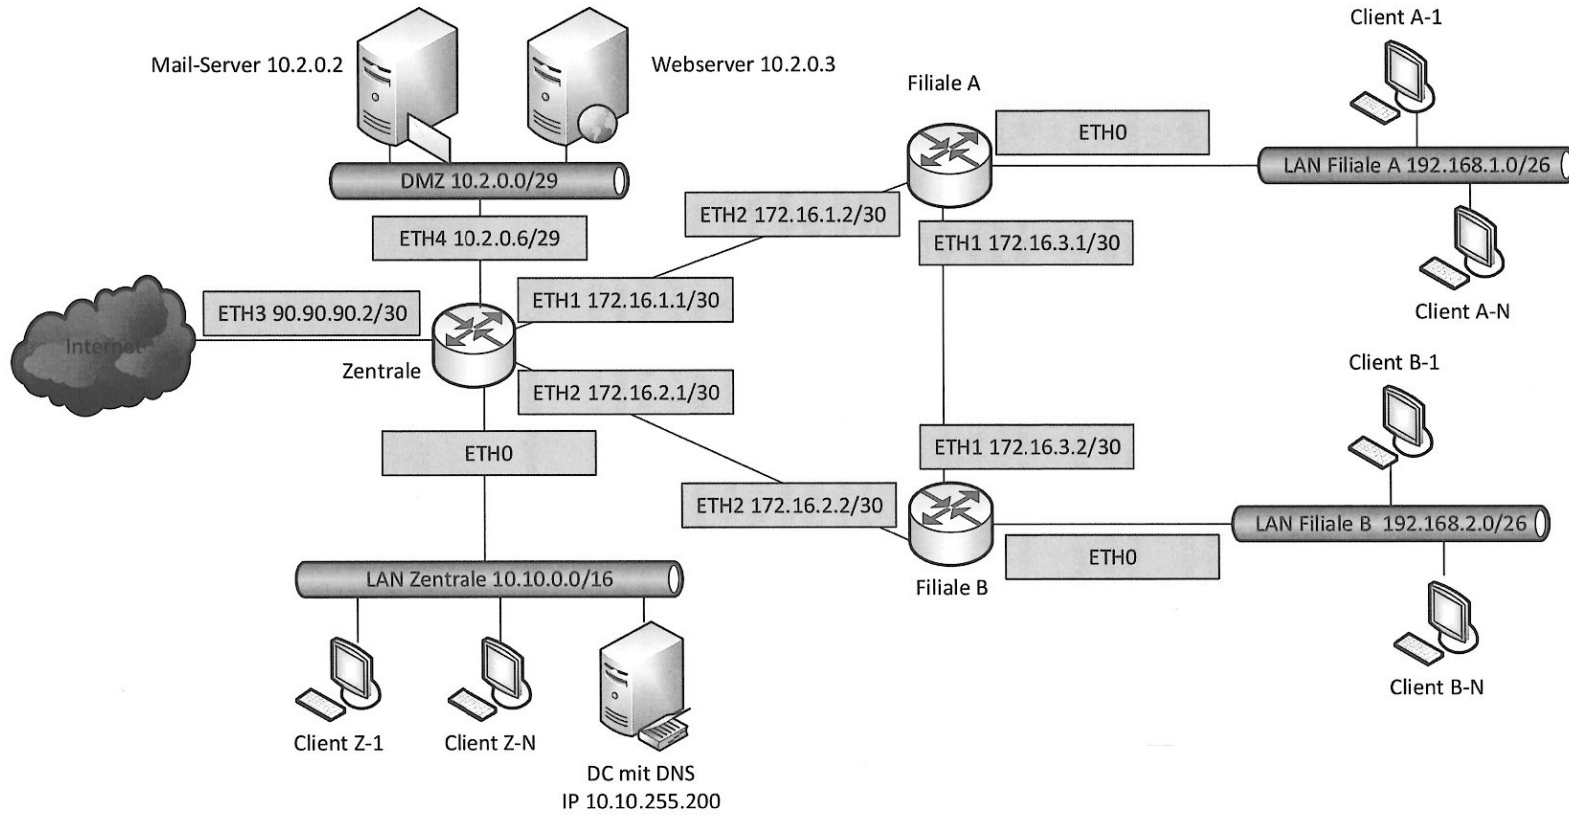 Client A-1
Mail-Server 10.2.0.2
Webserver 10.2.0.3
Filiale A
ETH0
DMZ 10.2.0.0/29
LAN Filiale A 192.168.1.0/26
ETH2 172.16.1.2/30
ETH4 10.2.0.6/29
ETH1 172.16.3.1/30
ETH3 90.90.90.2/30
ETH1 172.16.1.1/30
Client A-N
Internet
Zentrale
Client B-1
ETH2 172.16.2.1/30
ETH0
ETH1 172.16.3.2/30
ETH2 172.16.2.2/30
LAN Filiale B 192.168.2.0/26
ETH0
LAN Zentrale 10.10.0.0/16
Filiale B
Client B-N
Client Z-1
Client Z-N
DC mit DNS
IP 10.10.255.200